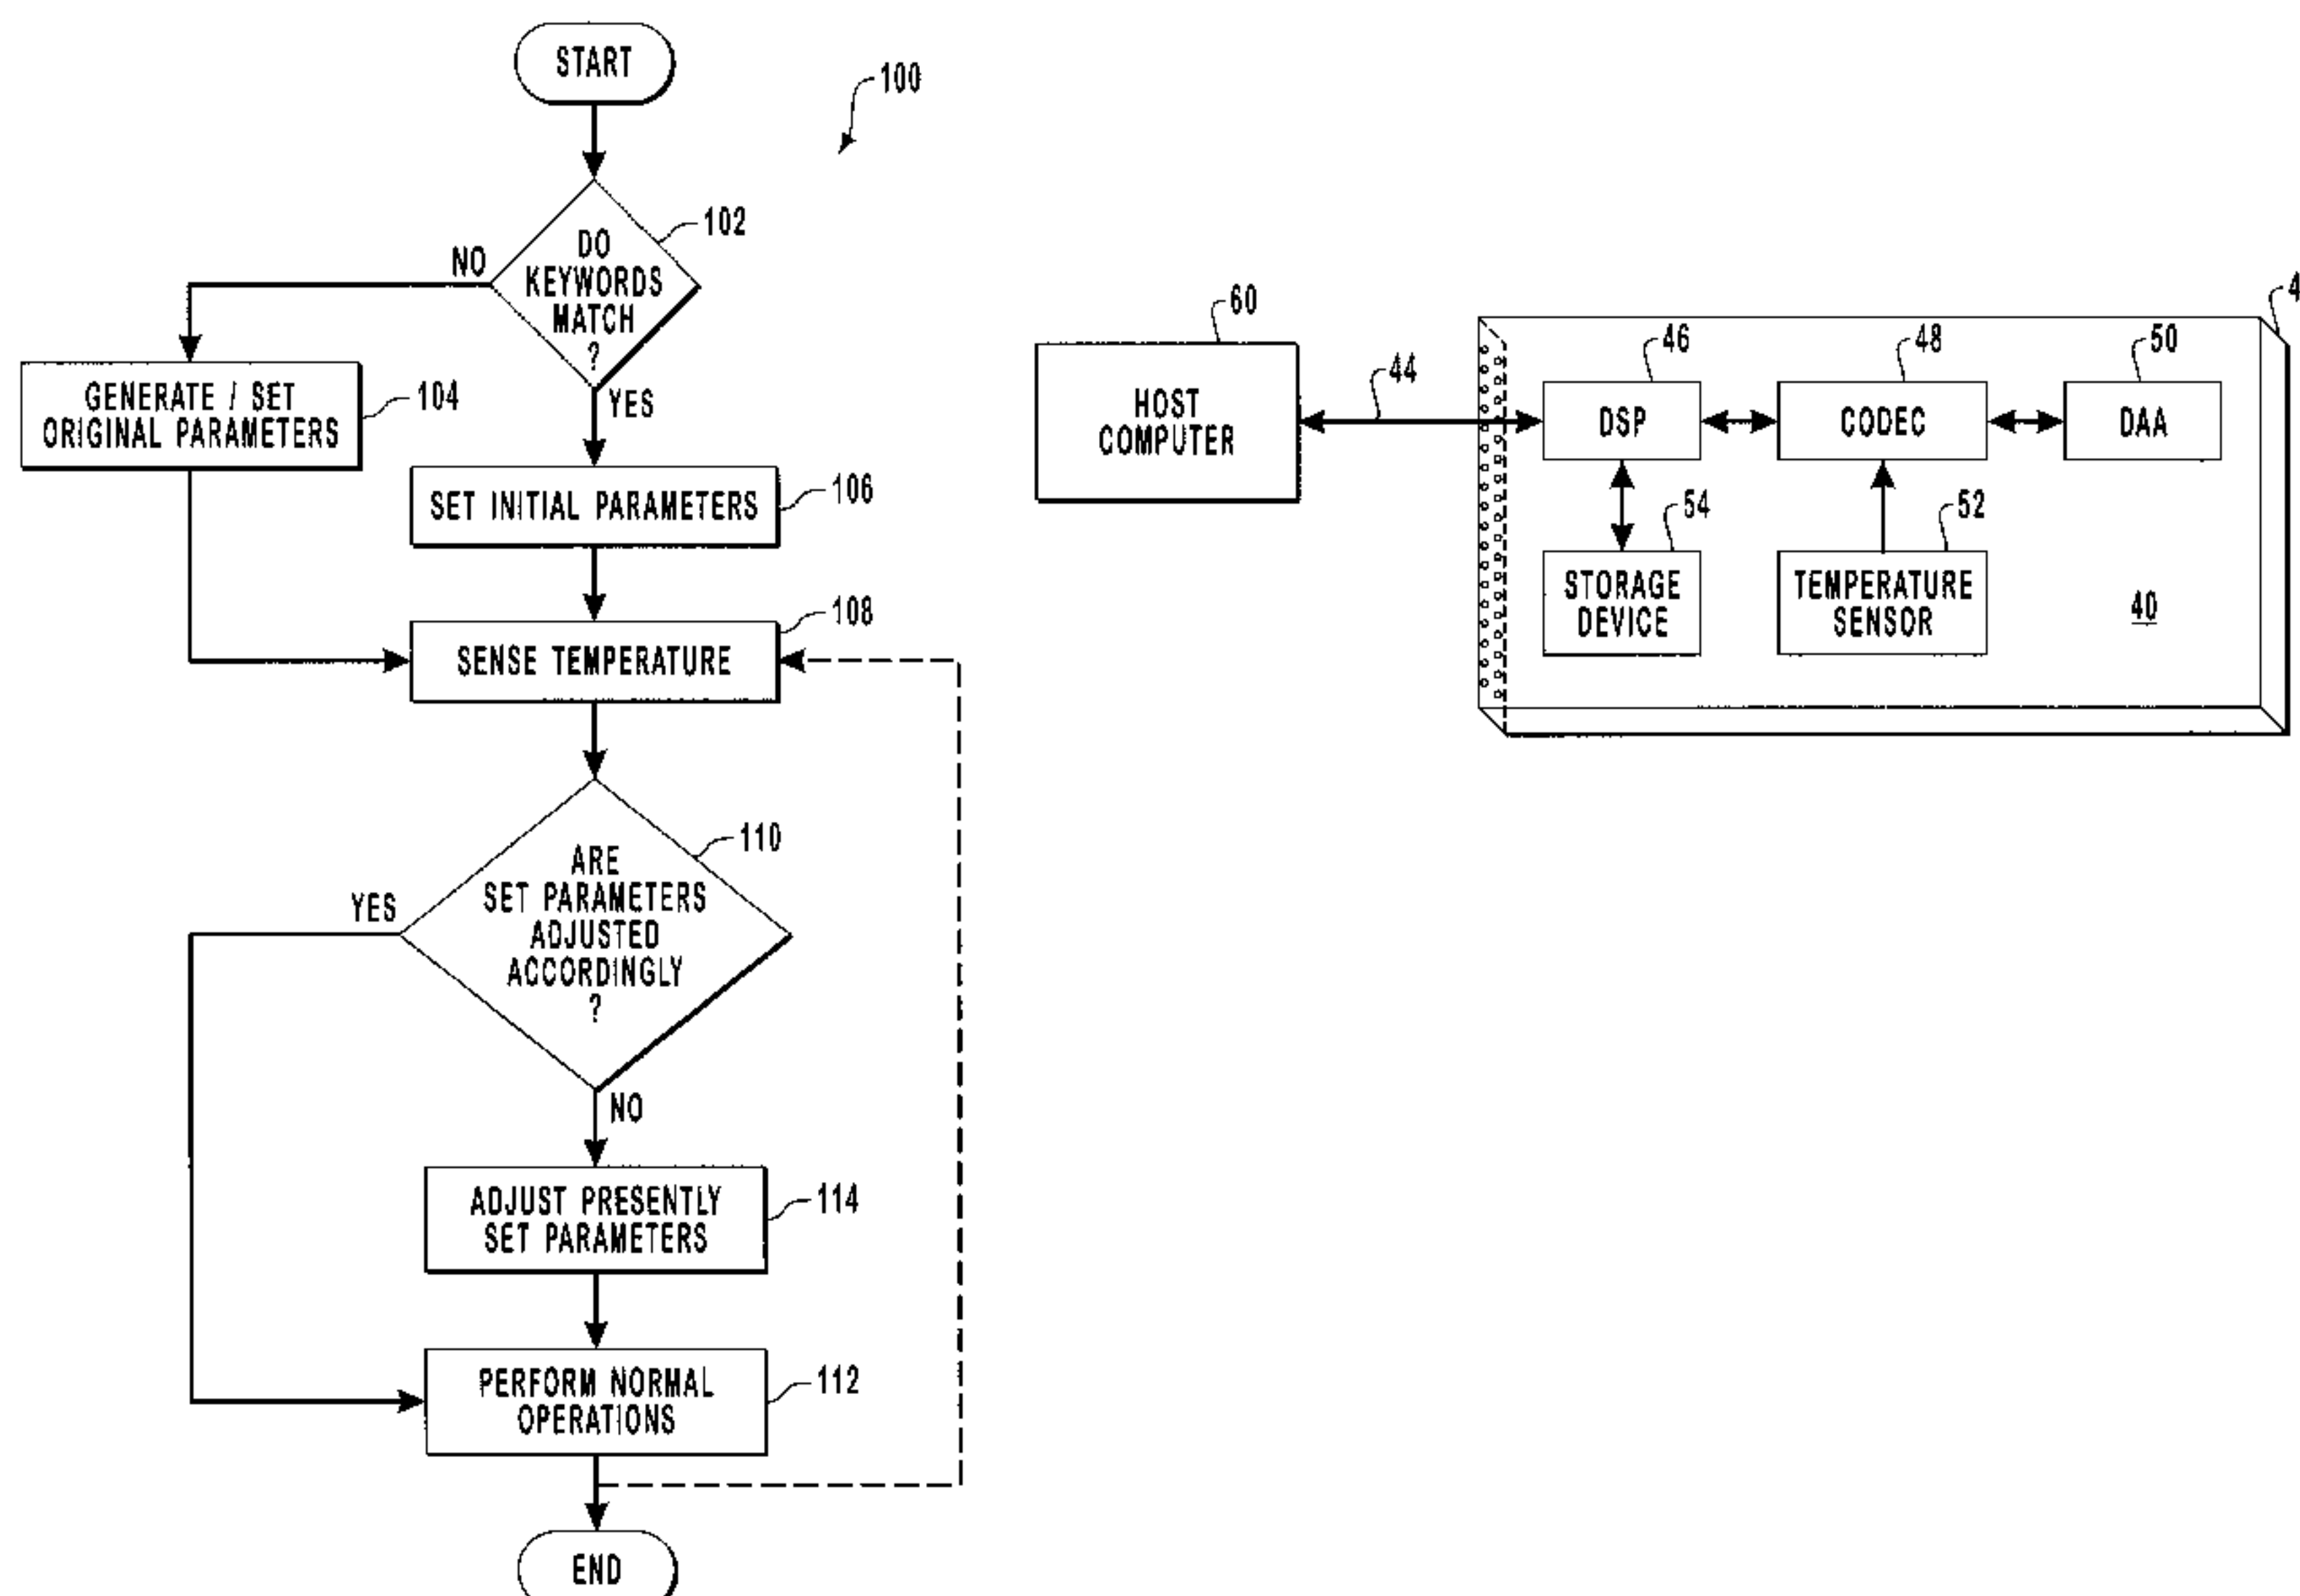 START
100
102
DO
KEYWORDS
MATCH
?
NO
YES
GENERATE / SET
ORIGINAL PARAMETERS
104
SET INITIAL PARAMETERS
106
SENSE TEMPERATURE
108
110
ARE
SET PARAMETERS
ADJUSTED
ACCORDINGLY
?
YES
NO
ADJUST PRESENTLY
SET PARAMETERS
114
PERFORM NORMAL
OPERATIONS
112
END
60
HOST
COMPUTER
44
4
46
48
50
DSP
CODEC
DAA
54
52
STORAGE
DEVICE
TEMPERATURE
SENSOR
40